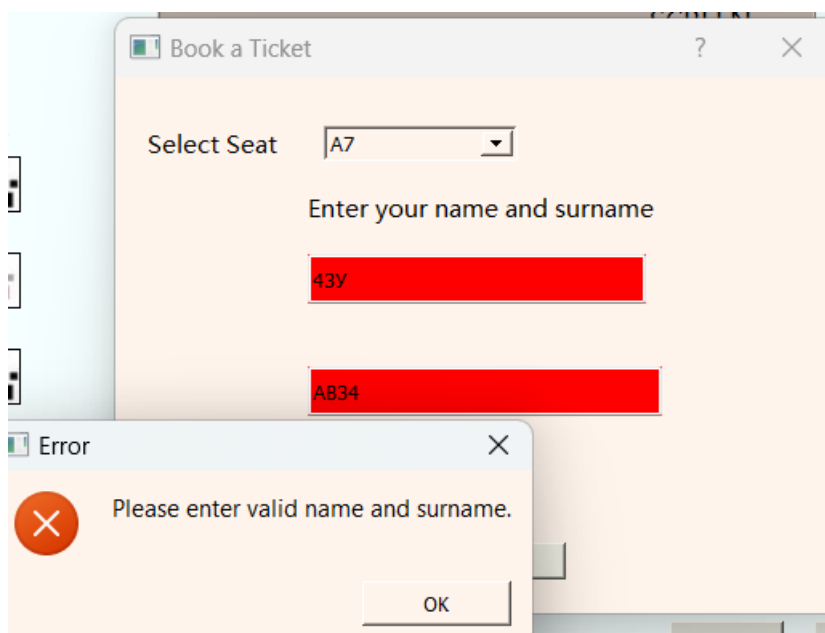 Book a Ticket
?
Select Seat
A7
Enter your name and surname
43У
АВ34
Error
Please enter valid name and surname.
OK